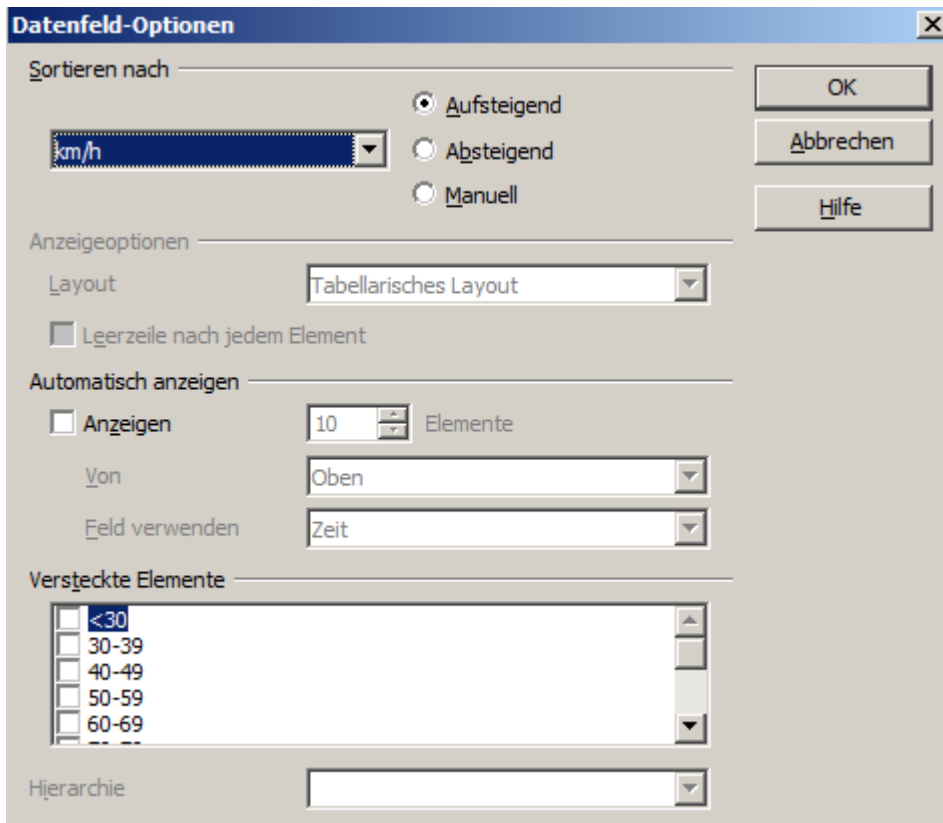 Datenfeld-Optionen
Sortieren nach
km/h
Aufsteigend
Absteigend
Manuell
OK
Abbrechen
Hilfe
Anzeigeoptionen
Layout Tabellarisches Layout
Leerzeile nach jedem Element
Automatisch anzeigen
Anzeigen 10 Elemente
Von Oben
Feld verwenden Zeit
Versteckte Elemente
<30
30-39
40-49
50-59
60-69
Hierarchie